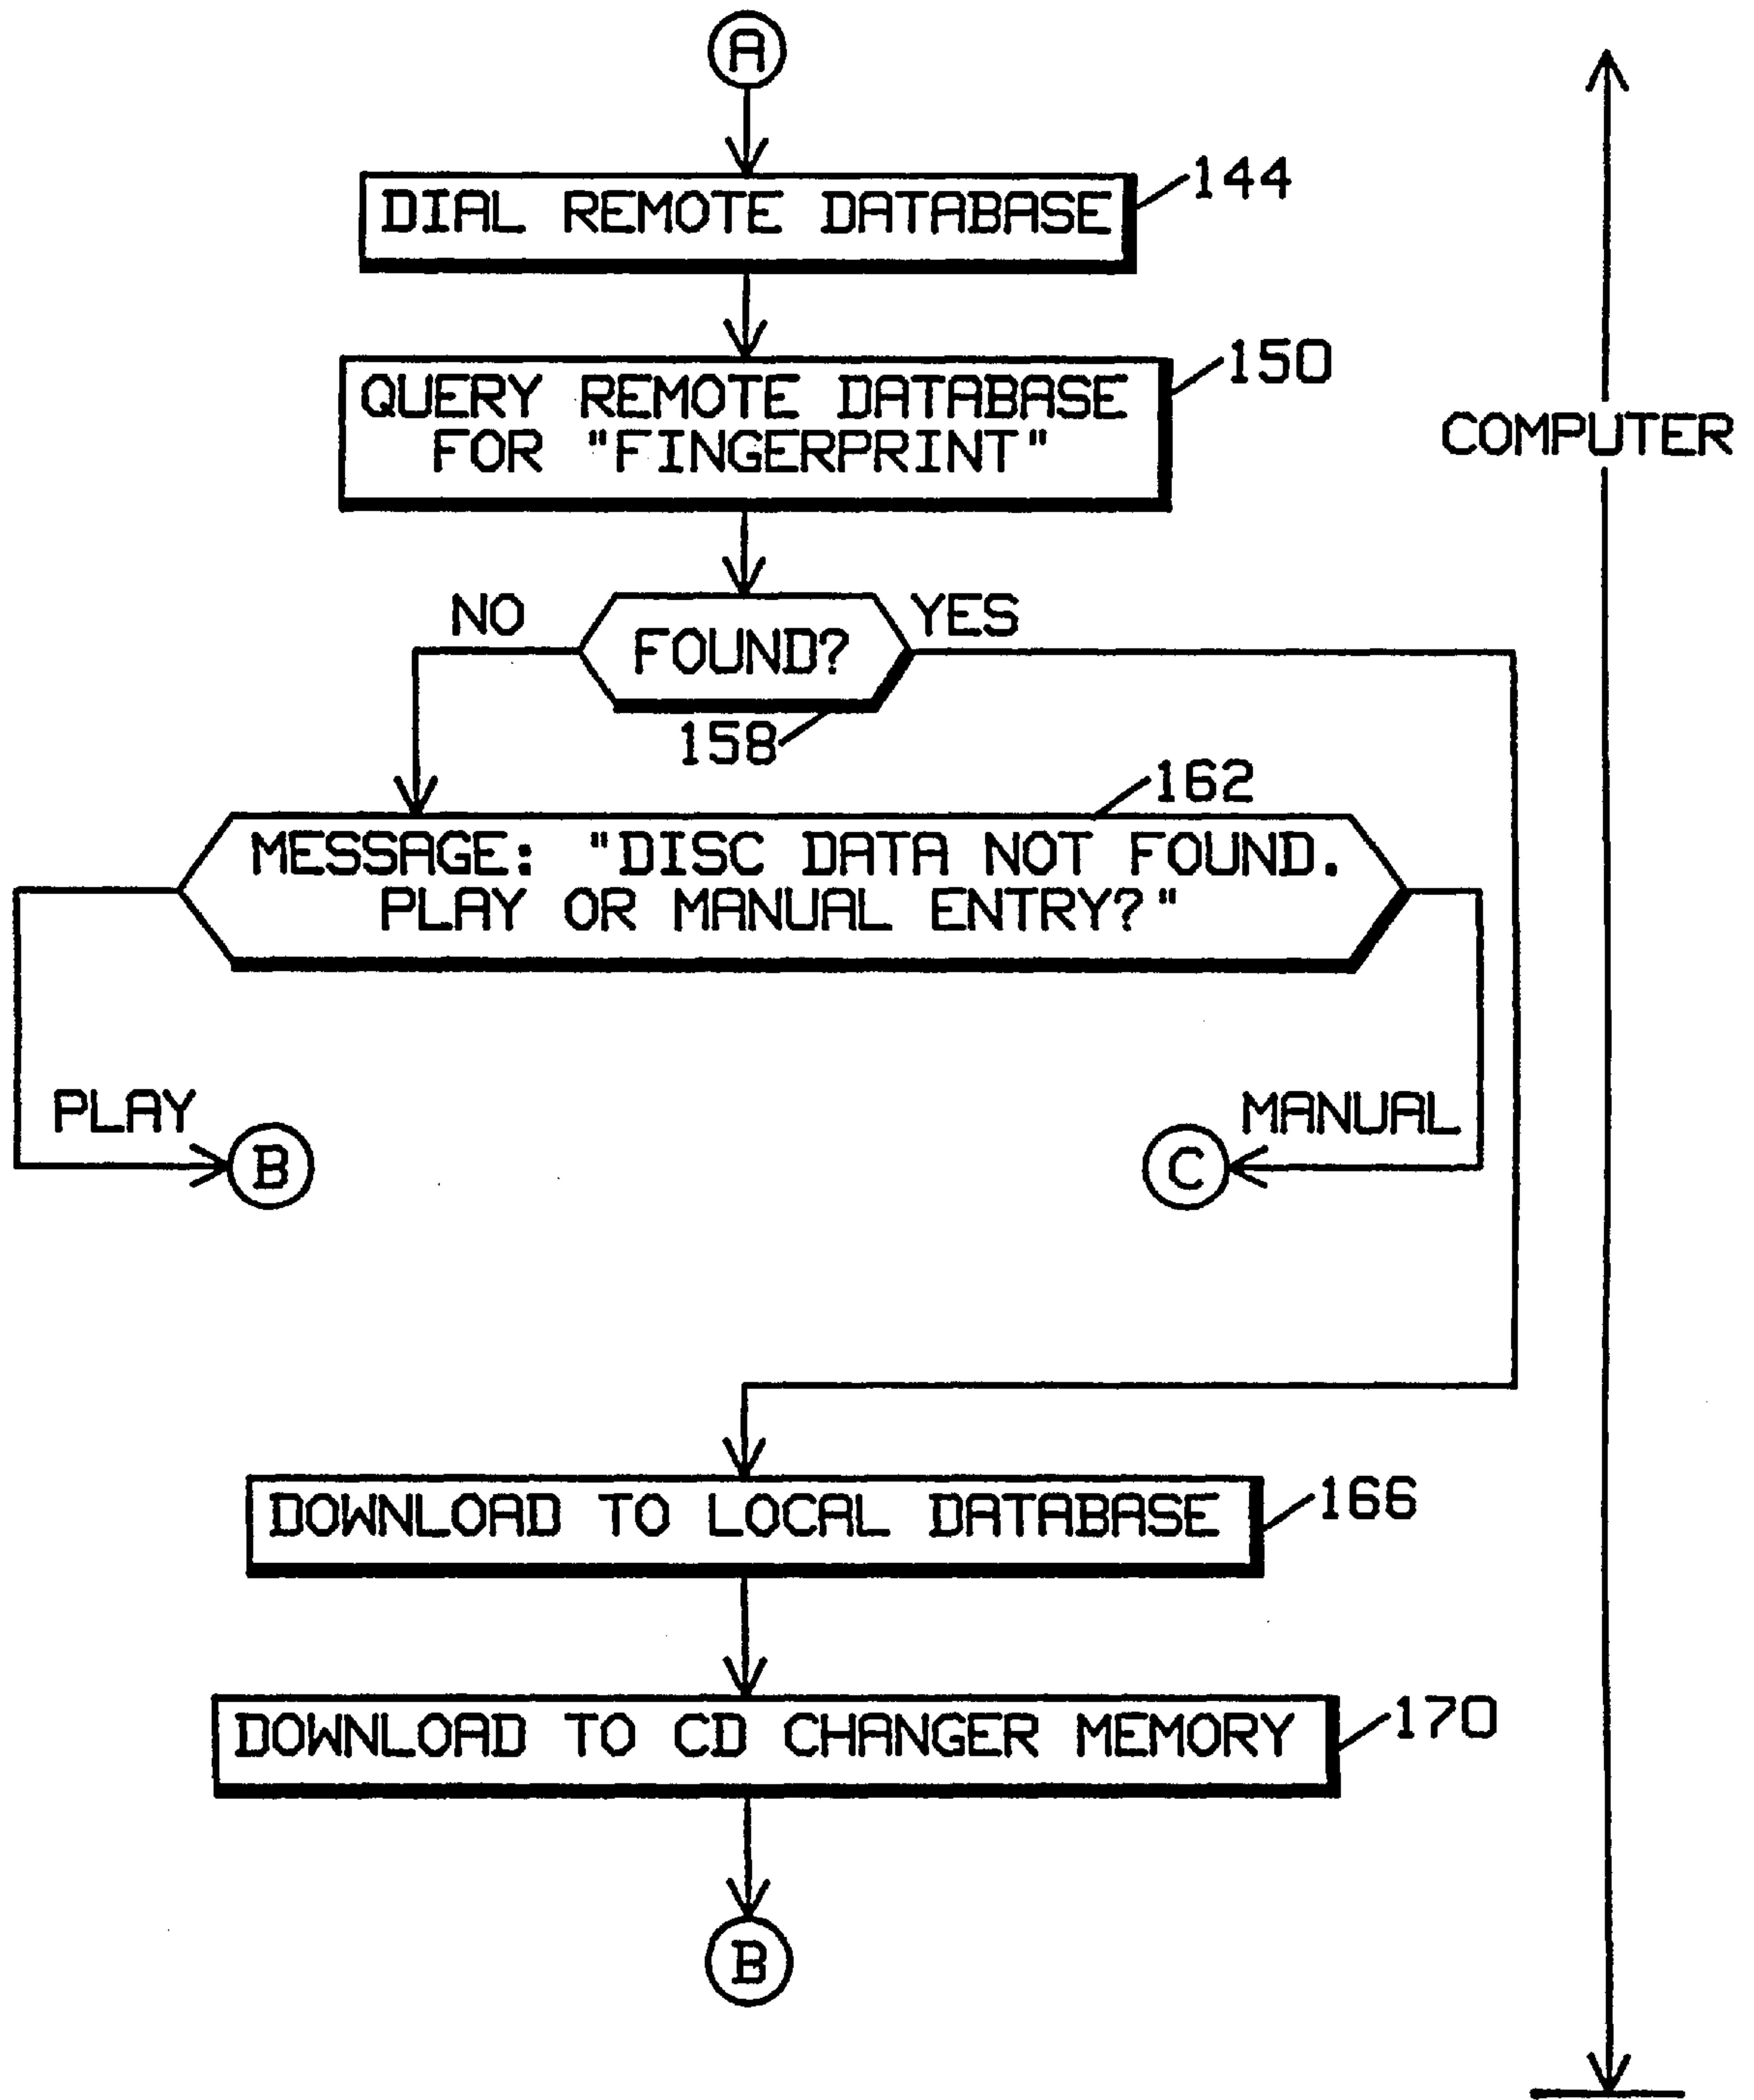 A
DIAL REMOTE DATABASE
144
QUERY REMOTE DATABASE
FOR "FINGERPRINT"
150
COMPUTER
NO
FOUND?
YES
158
162
MESSAGE: "DISC DATA NOT FOUND.
PLAY OR MANUAL ENTRY?"
PLAY
B
MANUAL
C
DOWNLOAD TO LOCAL DATABASE
166
DOWNLOAD TO CD CHANGER MEMORY
170
B